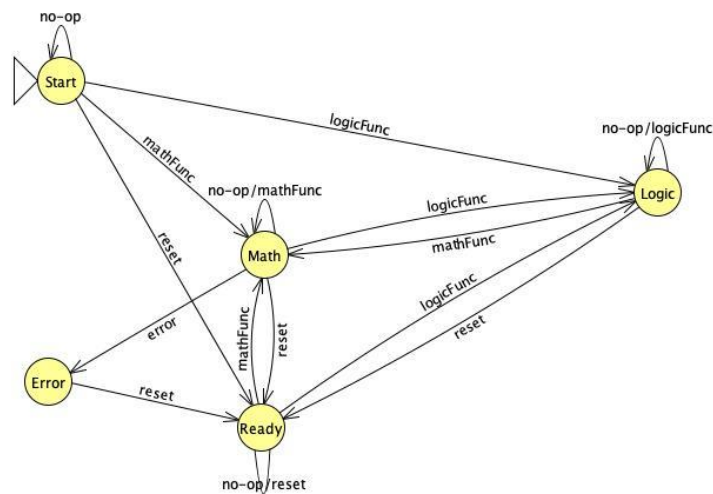 no-op
Start
logicFunc
no-op/logicFunc
mathFunc
no-op/mathFunc
Logic
logicFunc
mathFunc
Math
reset
logicFunc
error
mathFunc
reset
reset
Error
reset
Ready
no-op/reset